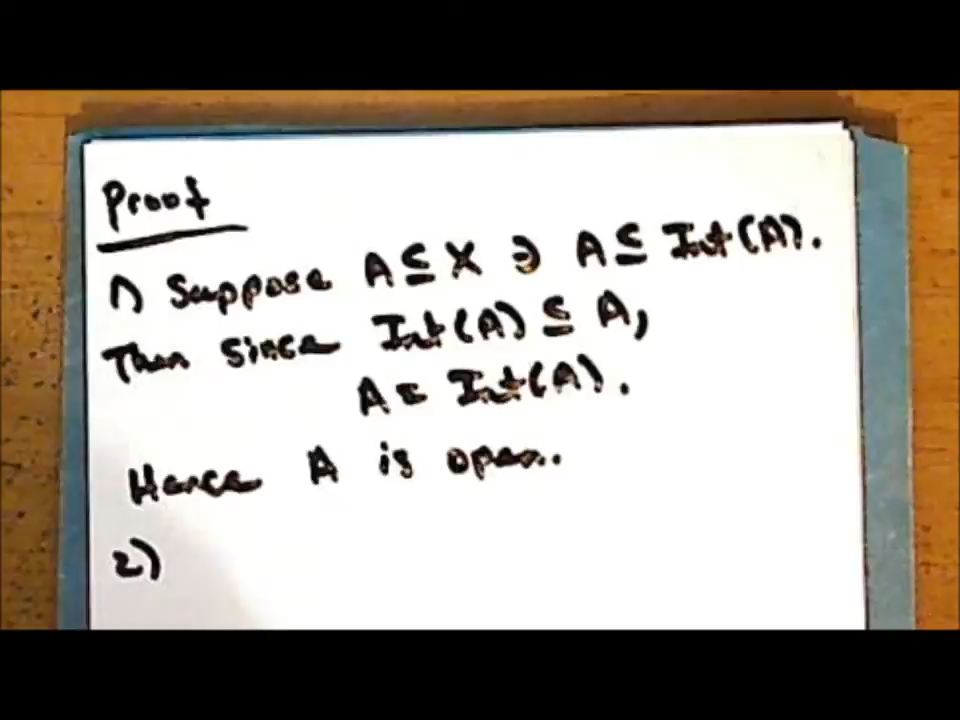 Proof
1) Suppose A ⊆ X ∋ A ⊆ Int(A).
Then since Int(A) ⊆ A,
A = Int(A).
Hence A is open.
2)